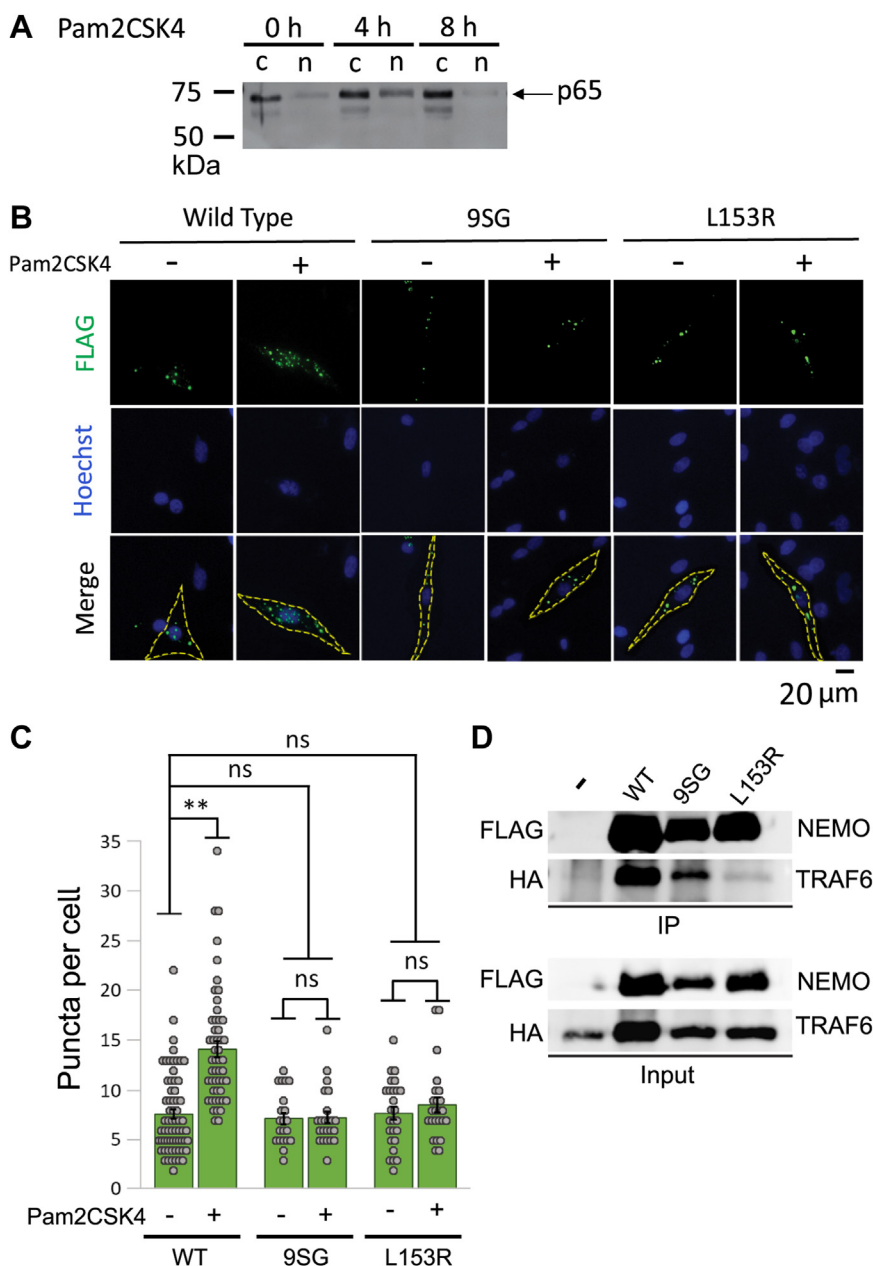 A Pam2CSK4 0 h 4 h 8 h
c n c n c n
75
p65
50
kDa
B
Wild Type 9SG L153R
Pam2CSK4 - + - + - +
FLAG
Hoechst
Merge
20 µm
C
ns
ns
**
ns
ns
Puncta per cell
35
30
25
20
15
10
5
0
Pam2CSK4 - + - + - +
WT 9SG L153R
D
- WT 9SG L153R
FLAG NEMO
HA TRAF6
IP
FLAG NEMO
HA TRAF6
Input